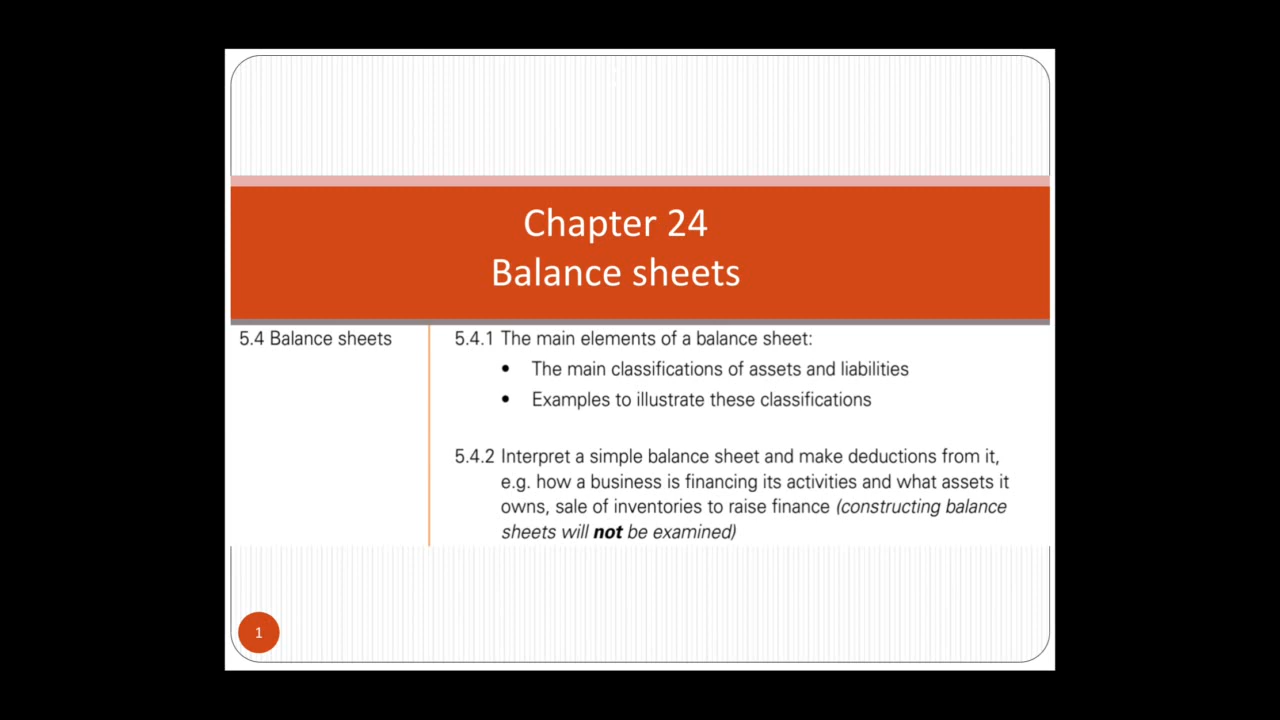 Chapter 24
Balance sheets
5.4 Balance sheets
5.4.1 The main elements of a balance sheet:
• The main classifications of assets and liabilities
• Examples to illustrate these classifications
5.4.2 Interpret a simple balance sheet and make deductions from it,
e.g. how a business is financing its activities and what assets it
owns, sale of inventories to raise finance (constructing balance
sheets will not be examined)
1